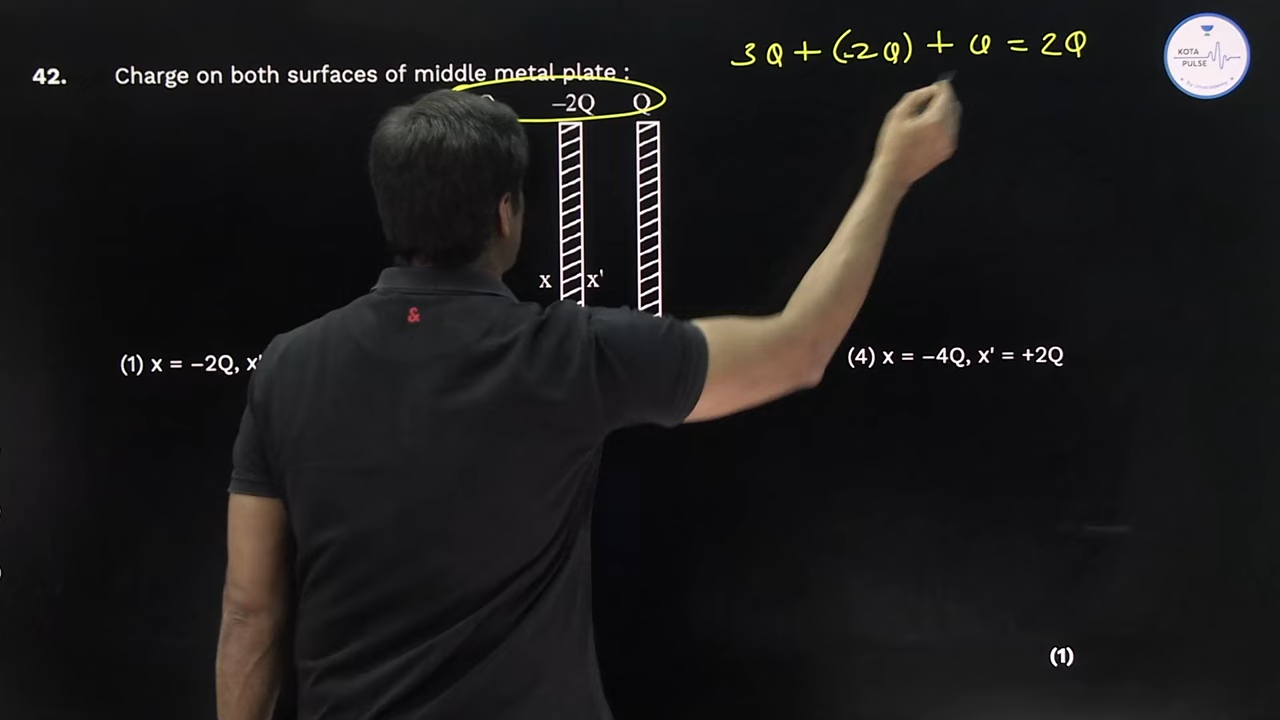 3Q + (-2Q) + Q = 2Q
KOTA
PULSE
42. Charge on both surfaces of middle metal plate :
–2Q Q
x x'
&
(1) x = –2Q, x'
(4) x = –4Q, x' = +2Q
(1)